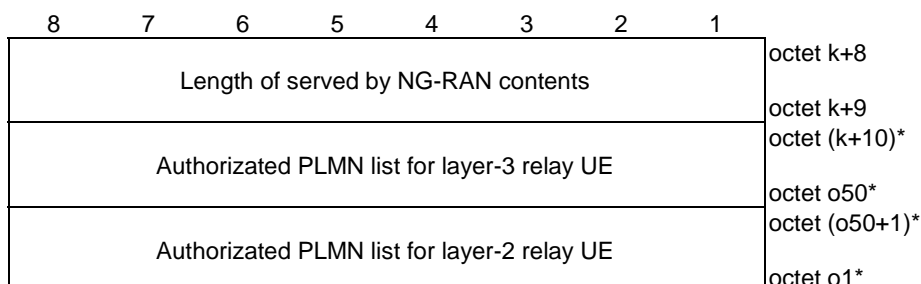 8 7 6 5 4 3 2 1
Length of served by NG-RAN contents
octet k+8
octet k+9
Authorizated PLMN list for layer-3 relay UE
octet (k+10)*
octet o50*
Authorizated PLMN list for layer-2 relay UE
octet (o50+1)*
octet o1*